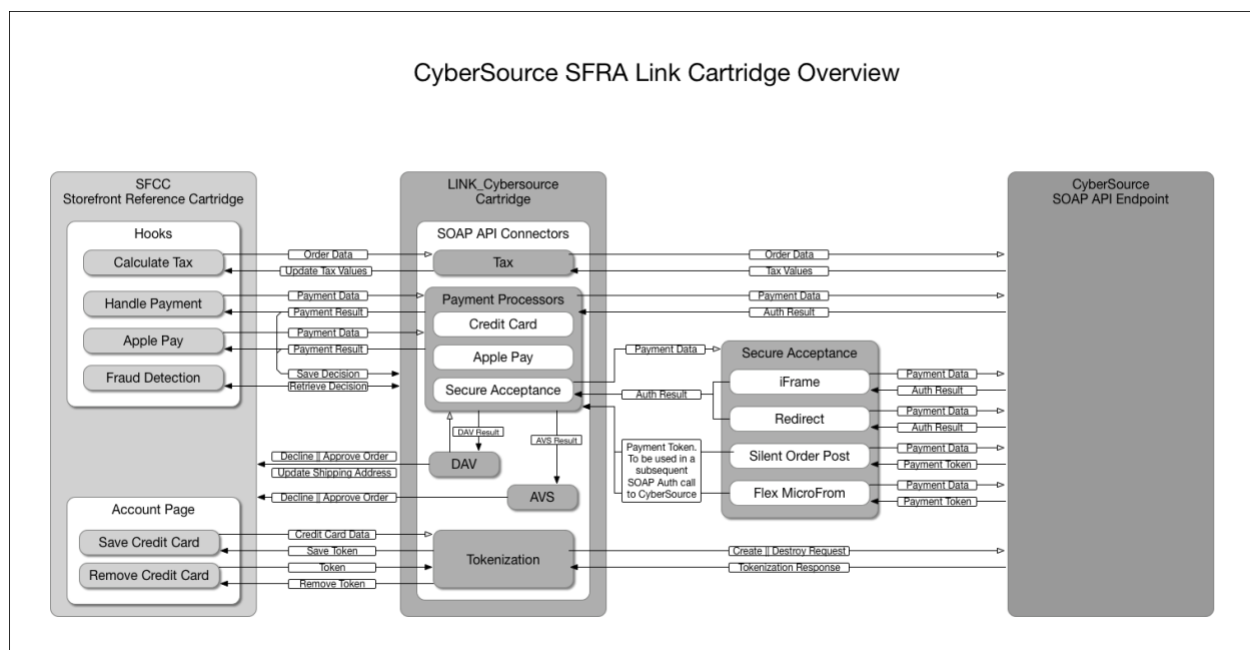 CyberSource SFRA Link Cartridge Overview
SFCC
Storefront Reference Cartridge
Hooks
Calculate Tax
Handle Payment
Apple Pay
Fraud Detection
Account Page
Save Credit Card
Remove Credit Card
Order Data
Update Tax Values
Payment Data
Payment Result
Payment Data
Payment Result
Save Decision
Retrieve Decision
Decline || Approve Order
Update Shipping Address
Decline || Approve Order
Credit Card Data
Save Token
Token
Remove Token
LINK_Cybersource
Cartridge
SOAP API Connectors
Tax
Payment Processors
Credit Card
Apple Pay
Secure Acceptance
DAV Result
AVS Result
DAV
AVS
Tokenization
Order Data
Tax Values
Payment Data
Auth Result
Payment Data
Auth Result
Payment Token.
To be used in a
subsequent
SOAP Auth call
to CyberSource
Secure Acceptance
iFrame
Redirect
Silent Order Post
Flex MicroFrom
Payment Data
Auth Result
Payment Data
Auth Result
Payment Data
Payment Token
Payment Data
Payment Token
Create || Destroy Request
Tokenization Response
CyberSource
SOAP API Endpoint